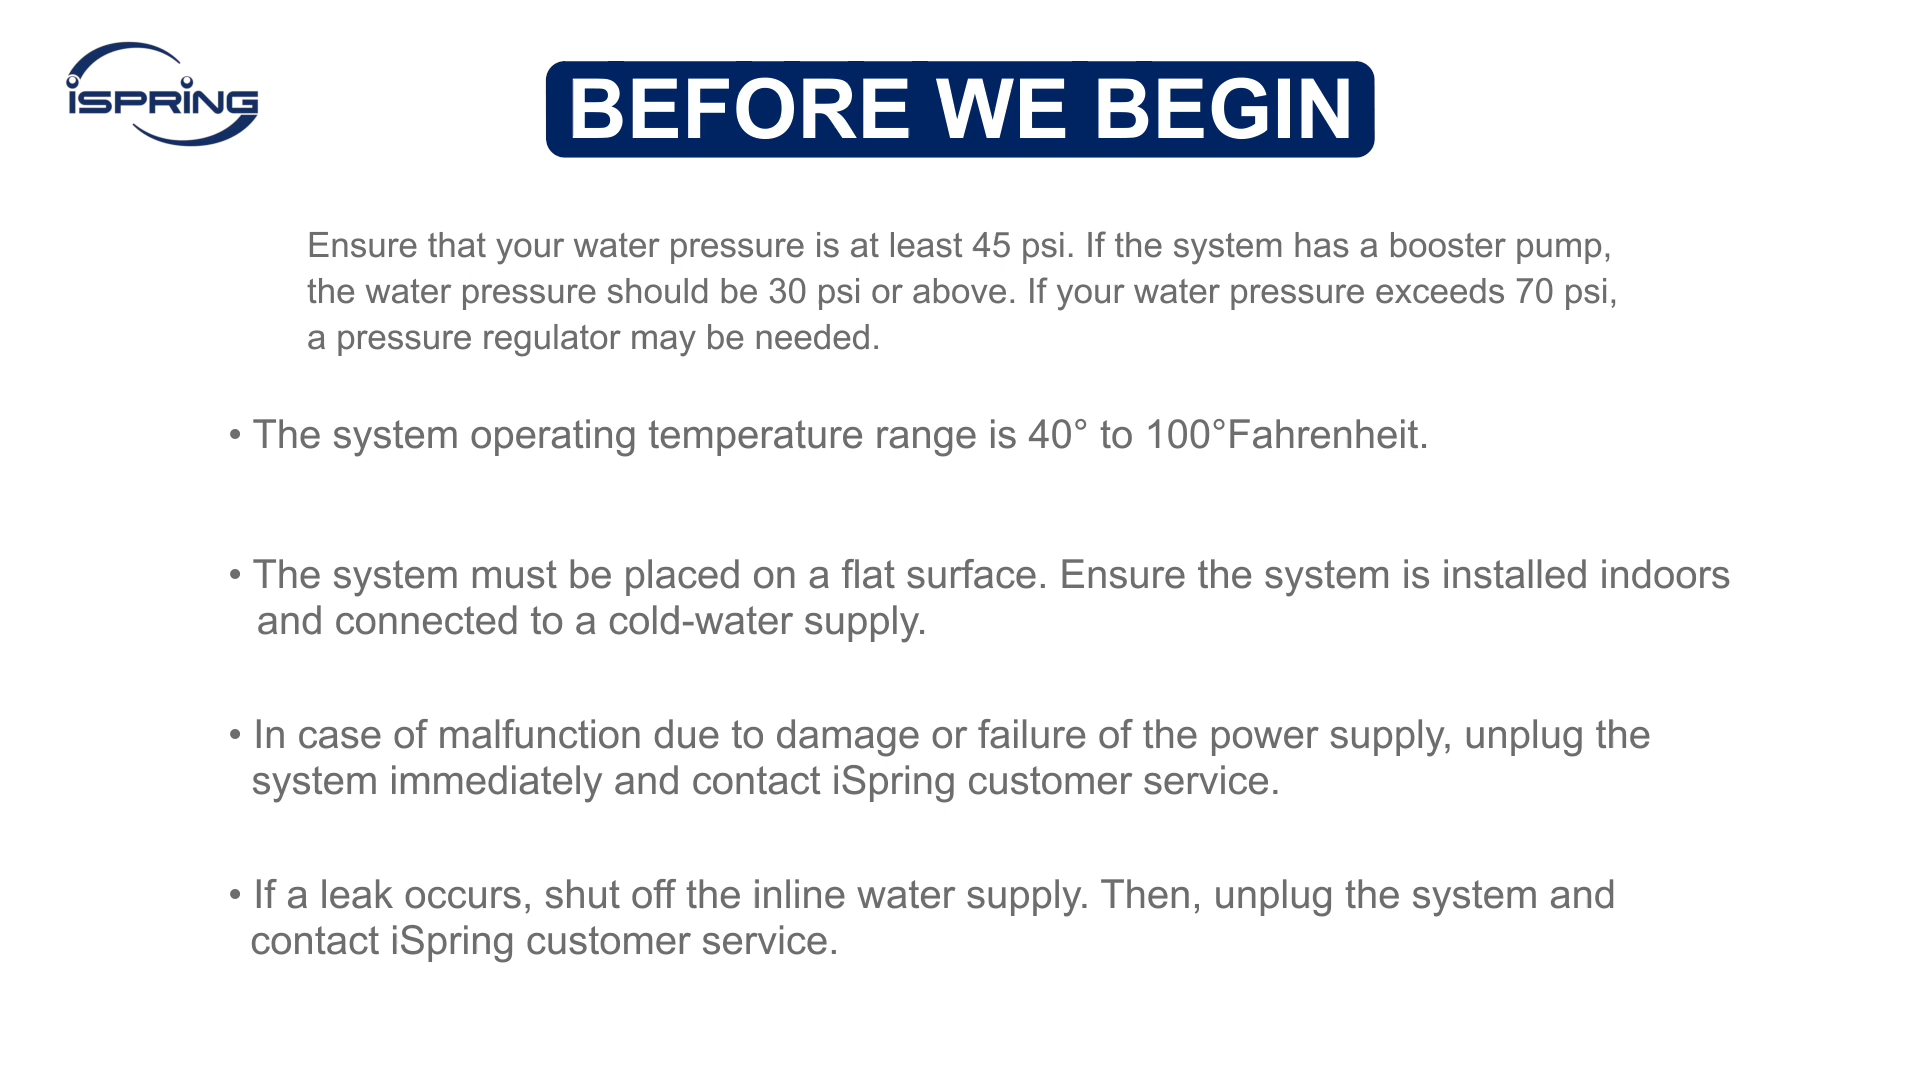 iSPRiNG
BEFORE WE BEGIN
Ensure that your water pressure is at least 45 psi. If the system has a booster pump,
the water pressure should be 30 psi or above. If your water pressure exceeds 70 psi,
a pressure regulator may be needed.
• The system operating temperature range is 40° to 100°Fahrenheit.
• The system must be placed on a flat surface. Ensure the system is installed indoors
and connected to a cold-water supply.
• In case of malfunction due to damage or failure of the power supply, unplug the
system immediately and contact iSpring customer service.
• If a leak occurs, shut off the inline water supply. Then, unplug the system and
contact iSpring customer service.